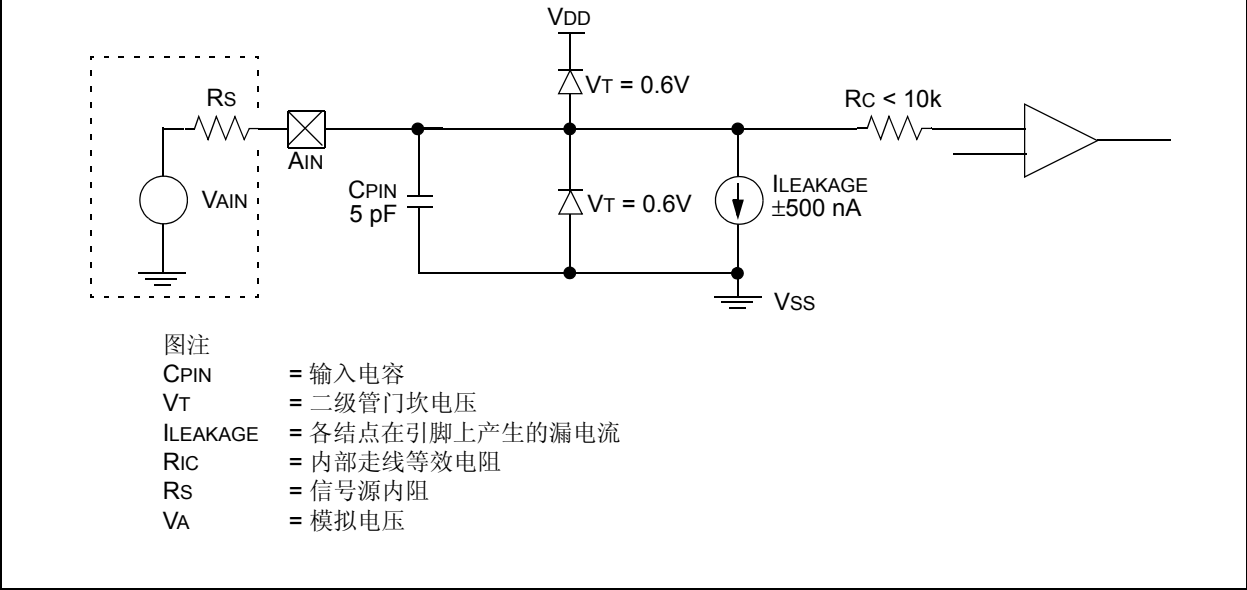 VDD
VT = 0.6V
RS
RC < 10k
AIN
VAIN
CPIN
5 pF
VT = 0.6V
ILEAKAGE
±500 nA
VSS
图注
CPIN = 输入电容
VT = 二级管门坎电压
ILEAKAGE = 各结点在引脚上产生的漏电流
RIC = 内部走线等效电阻
RS = 信号源内阻
VA = 模拟电压